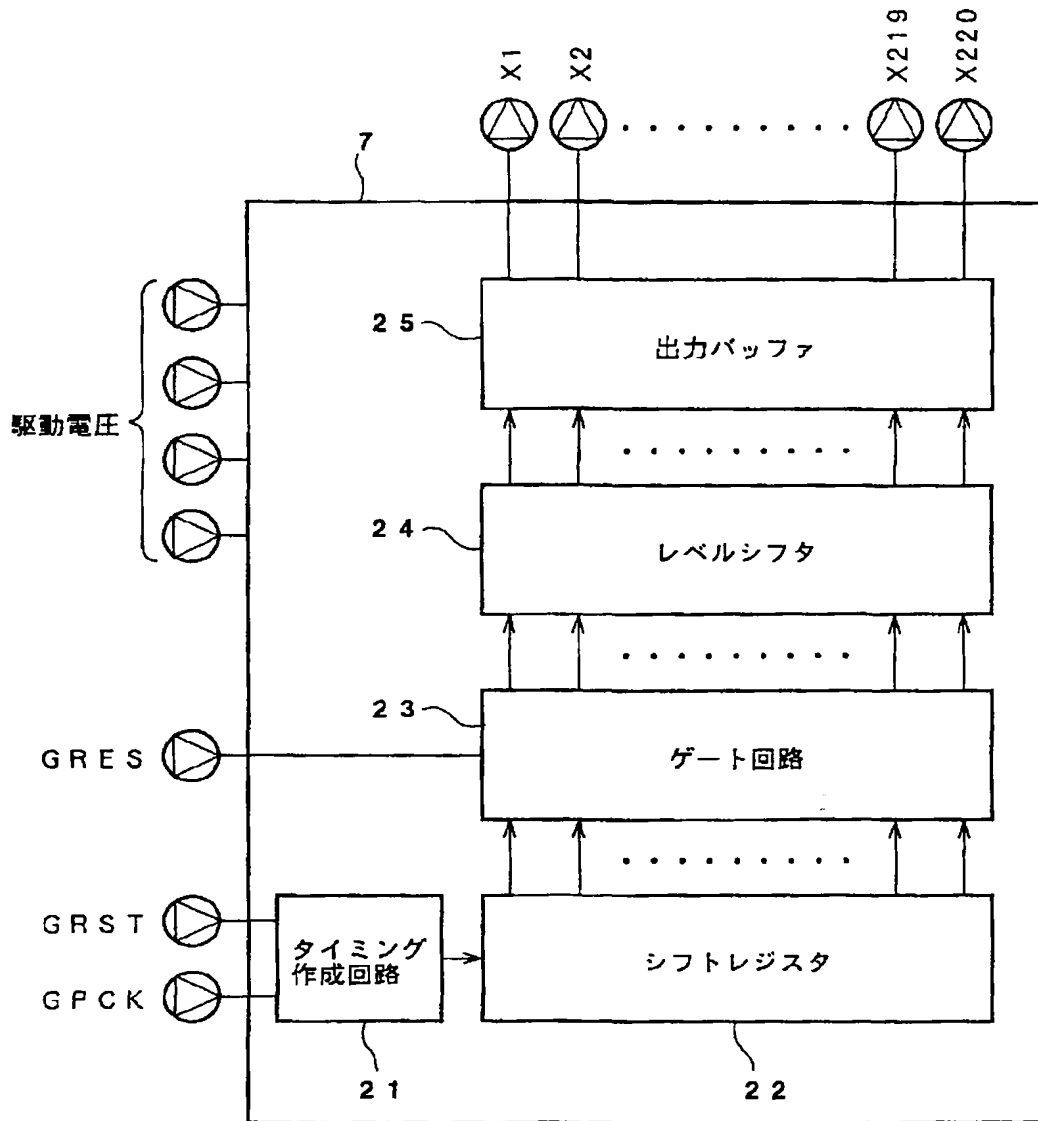 X1
X2
X219
X220
7
25
出力バッファ
駆動電圧
24
レベルシフタ
23
GRES
ゲート回路
GRST
GPCK
タイミング
作成回路
シフトレジスタ
21
22